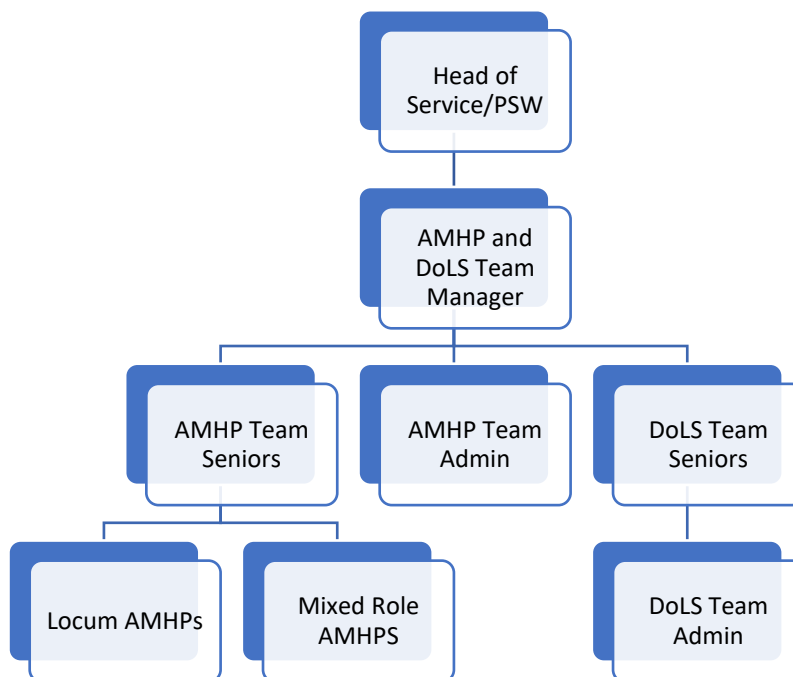 Head of
Service/PSW
AMHP and
DoLS Team
Manager
AMHP Team
Seniors
AMHP Team
Admin
DoLS Team
Seniors
Locum AMHPs
Mixed Role
AMHPS
DoLS Team
Admin